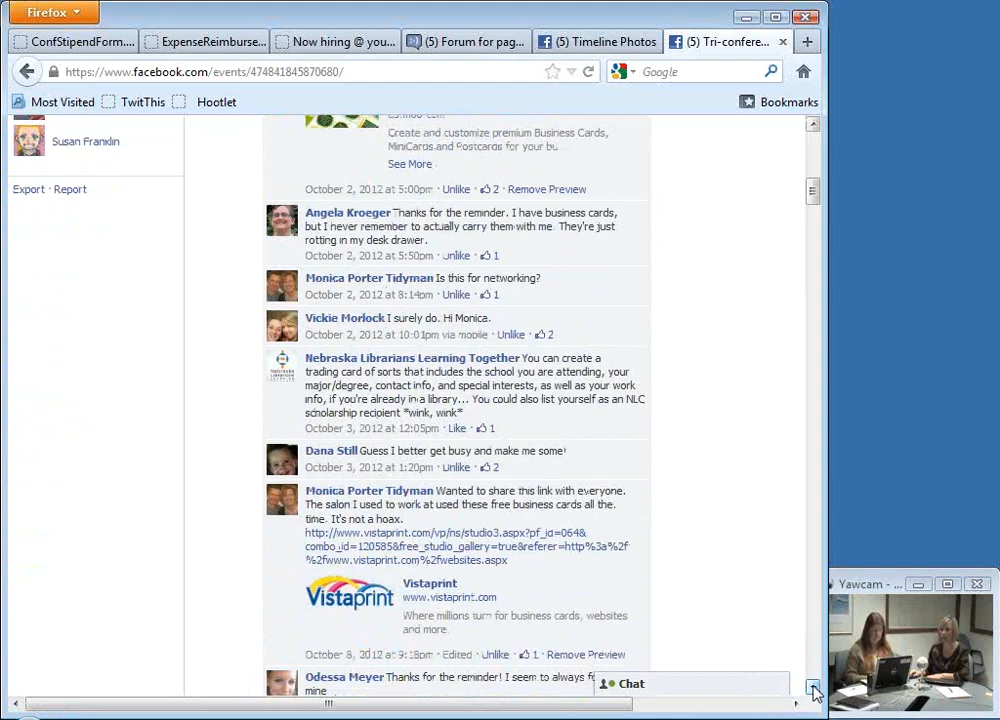 Firefox
ConfStipendForm....
ExpenseReimburse...
Now hiring @ you...
(5) Forum for pag...
(5) Timeline Photos
(5) Tri-confere...
https://www.facebook.com/events/474841845870680/
Google
Most Visited
TwitThis
Hootlet
Bookmarks
Susan Franklin
Export · Report
Create and customize premium Business Cards,
MiniCards and Postcards for your bu...
See More
October 2, 2012 at 5:00pm · Unlike · 2 · Remove Preview
Angela Kroeger Thanks for the reminder. I have business cards,
but I never remember to actually carry them with me. They're just
rotting in my desk drawer.
October 2, 2012 at 5:50pm · Unlike · 1
Monica Porter Tidyman Is this for networking?
October 2, 2012 at 8:14pm · Unlike · 1
Vickie Morlock I surely do. Hi Monica.
October 2, 2012 at 10:01pm via mobile · Unlike · 2
Nebraska Librarians Learning Together You can create a
trading card of sorts that includes the school you are attending, your
major/degree, contact info, and special interests, as well as your work
info, if you're already in a library... You could also list yourself as an NLC
scholarship recipient *wink, wink*
October 3, 2012 at 12:05pm · Like · 1
Dana Still Guess I better get busy and make me some!
October 3, 2012 at 1:20pm · Unlike · 2
Monica Porter Tidyman Wanted to share this link with everyone.
The salon I used to work at used these free business cards all the
time. It's not a hoax.
http://www.vistaprint.com/vp/ns/studio3.aspx?pf_id=064&
combo_id=120585&free_studio_gallery=true&referer=http%3a%2f
%2fwww.vistaprint.com%2fwebsites.aspx
Vistaprint
Vistaprint
www.vistaprint.com
Where millions turn for business cards, websites
and more.
October 8, 2012 at 9:18pm · Edited · Unlike · 1 · Remove Preview
Odessa Meyer Thanks for the reminder! I seem to always
mine
Chat
Yawcam - ...